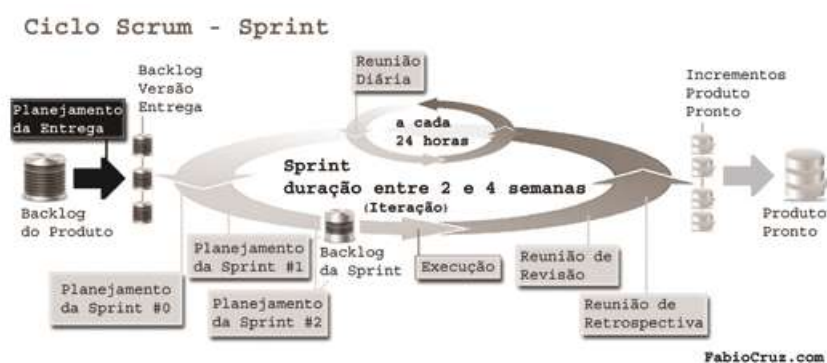 Ciclo Scrum - Sprint
Planejamento
da Entrega
Backlog
do Produto
Backlog
Versão
Entrega
Reunião
Diária
a cada
24 horas
Sprint
duração entre 2 e 4 semanas
(Iteração)
Planejamento
da Sprint #0
Planejamento
da Sprint #1
Planejamento
da Sprint #2
Backlog
da Sprint
Execução
Reunião de
Revisão
Reunião de
Retrospectiva
Incrementos
Produto
Pronto
Produto
Pronto
FabioCruz.com